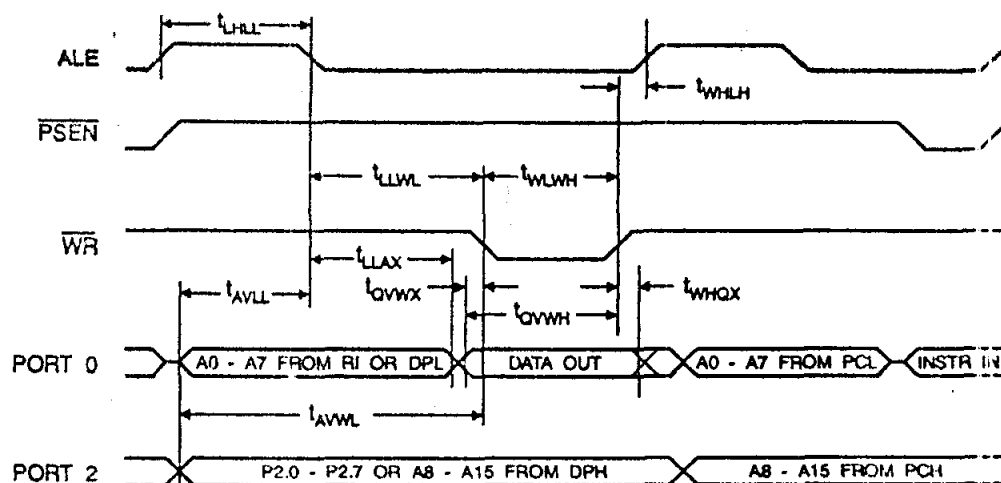 tLHLL
ALE
tWHLH
PSEN
tLLWL
tWLWH
WR
tLLAX
tAVLL
tQVWX
tWHQX
tQVWH
PORT 0
A0 - A7 FROM RI OR DPL
DATA OUT
A0 - A7 FROM PCL
INSTR IN
tAVWL
PORT 2
P2.0 - P2.7 OR A8 - A15 FROM DPH
A8 - A15 FROM PCH